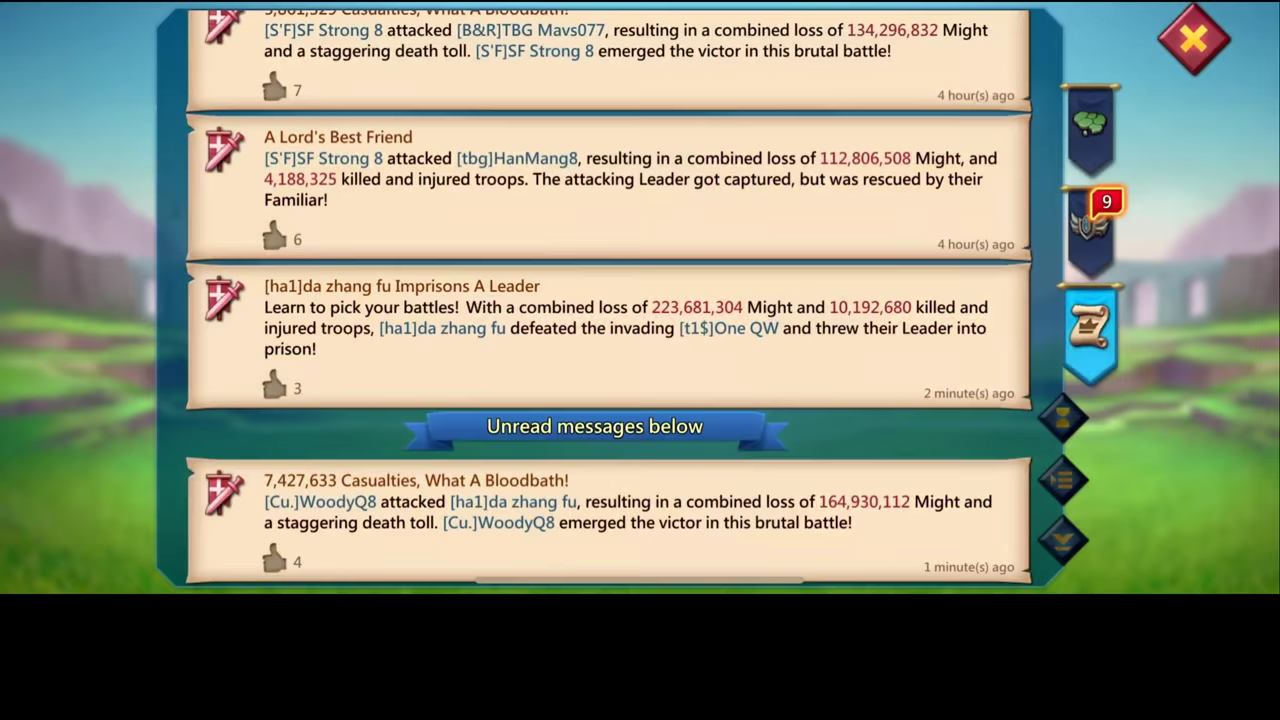 Casualties, What A Bloodbath!
[S'F]SF Strong 8 attacked [B&R]TBG Mavs077, resulting in a combined loss of 134,296,832 Might
and a staggering death toll. [S'F]SF Strong 8 emerged the victor in this brutal battle!
7
4 hour(s) ago
A Lord's Best Friend
[S'F]SF Strong 8 attacked [tbg]HanMang8, resulting in a combined loss of 112,806,508 Might, and
4,188,325 killed and injured troops. The attacking Leader got captured, but was rescued by their
Familiar!
6
4 hour(s) ago
9
[ha1]da zhang fu Imprisons A Leader
Learn to pick your battles! With a combined loss of 223,681,304 Might and 10,192,680 killed and
injured troops, [ha1]da zhang fu defeated the invading [t1$]One QW and threw their Leader into
prison!
3
2 minute(s) ago
Unread messages below
7,427,633 Casualties, What A Bloodbath!
[Cu.]WoodyQ8 attacked [ha1]da zhang fu, resulting in a combined loss of 164,930,112 Might and
a staggering death toll. [Cu.]WoodyQ8 emerged the victor in this brutal battle!
4
1 minute(s) ago